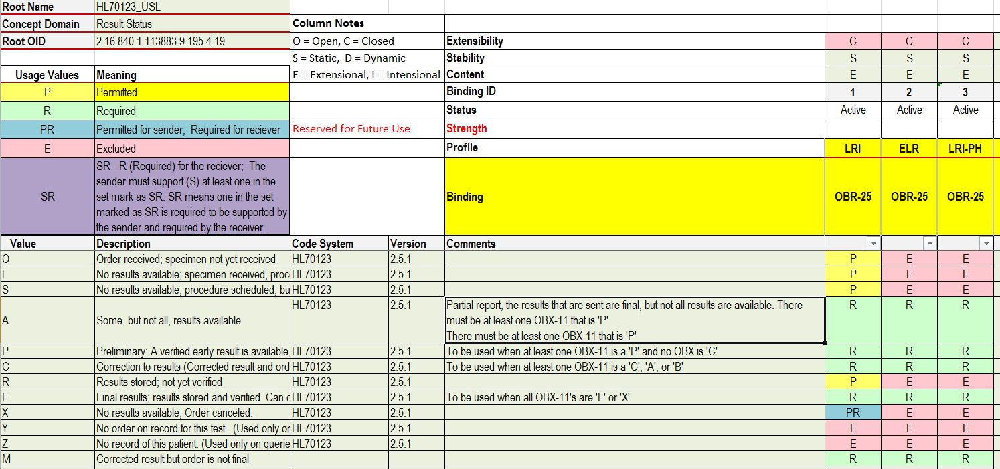 Root Name HL70123_USL
Concept Domain Result Status Column Notes
Root OID 2.16.840.1.113883.9.195.4.19 O = Open, C = Closed Extensibility C C C
S = Static, D = Dynamic Stability S S S
Usage Values Meaning E = Extensional, I = Intensional Content E E E
P Permitted Binding ID 1 2 3
R Required Status Active Active Active
PR Permitted for sender, Required for reciever Reserved for Future Use Strength
E Excluded Profile LRI ELR LRI-PH
SR - R (Required) for the reciever; The
sender must support (S) at least one in the
SR set mark as SR. SR means one in the set Binding OBR-25 OBR-25 OBR-25
marked as SR is required to be supported by
the sender and required by the receiver.
Value Description Code System Version Comments
O Order received; specimen not yet received HL70123 2.5.1 P E E
I No results available; specimen received, proc HL70123 2.5.1 P E E
S No results available; procedure scheduled, bu HL70123 2.5.1 P E E
A Some, but not all, results available HL70123 2.5.1 Partial report, the results that are sent are final, but not all results are available. There R R R
must be at least one OBX-11 that is 'P'
There must be at least one OBX-11 that is 'P'
P Preliminary: A verified early result is available, HL70123 2.5.1 To be used when at least one OBX-11 is a 'P' and no OBX is 'C' R R R
C Correction to results (Corrected result and ord HL70123 2.5.1 To be used when at least one OBX-11 is a 'C', 'A', or 'B' R R R
R Results stored; not yet verified HL70123 2.5.1 P E E
F Final results; results stored and verified. Can c HL70123 2.5.1 To be used when all OBX-11's are 'F' or 'X' R R R
X No results available; Order canceled. HL70123 2.5.1 PR E E
Y No order on record for this test. (Used only or HL70123 2.5.1 E E E
Z No record of this patient. (Used only on querie HL70123 2.5.1 E E E
M Corrected result but order is not final R R R